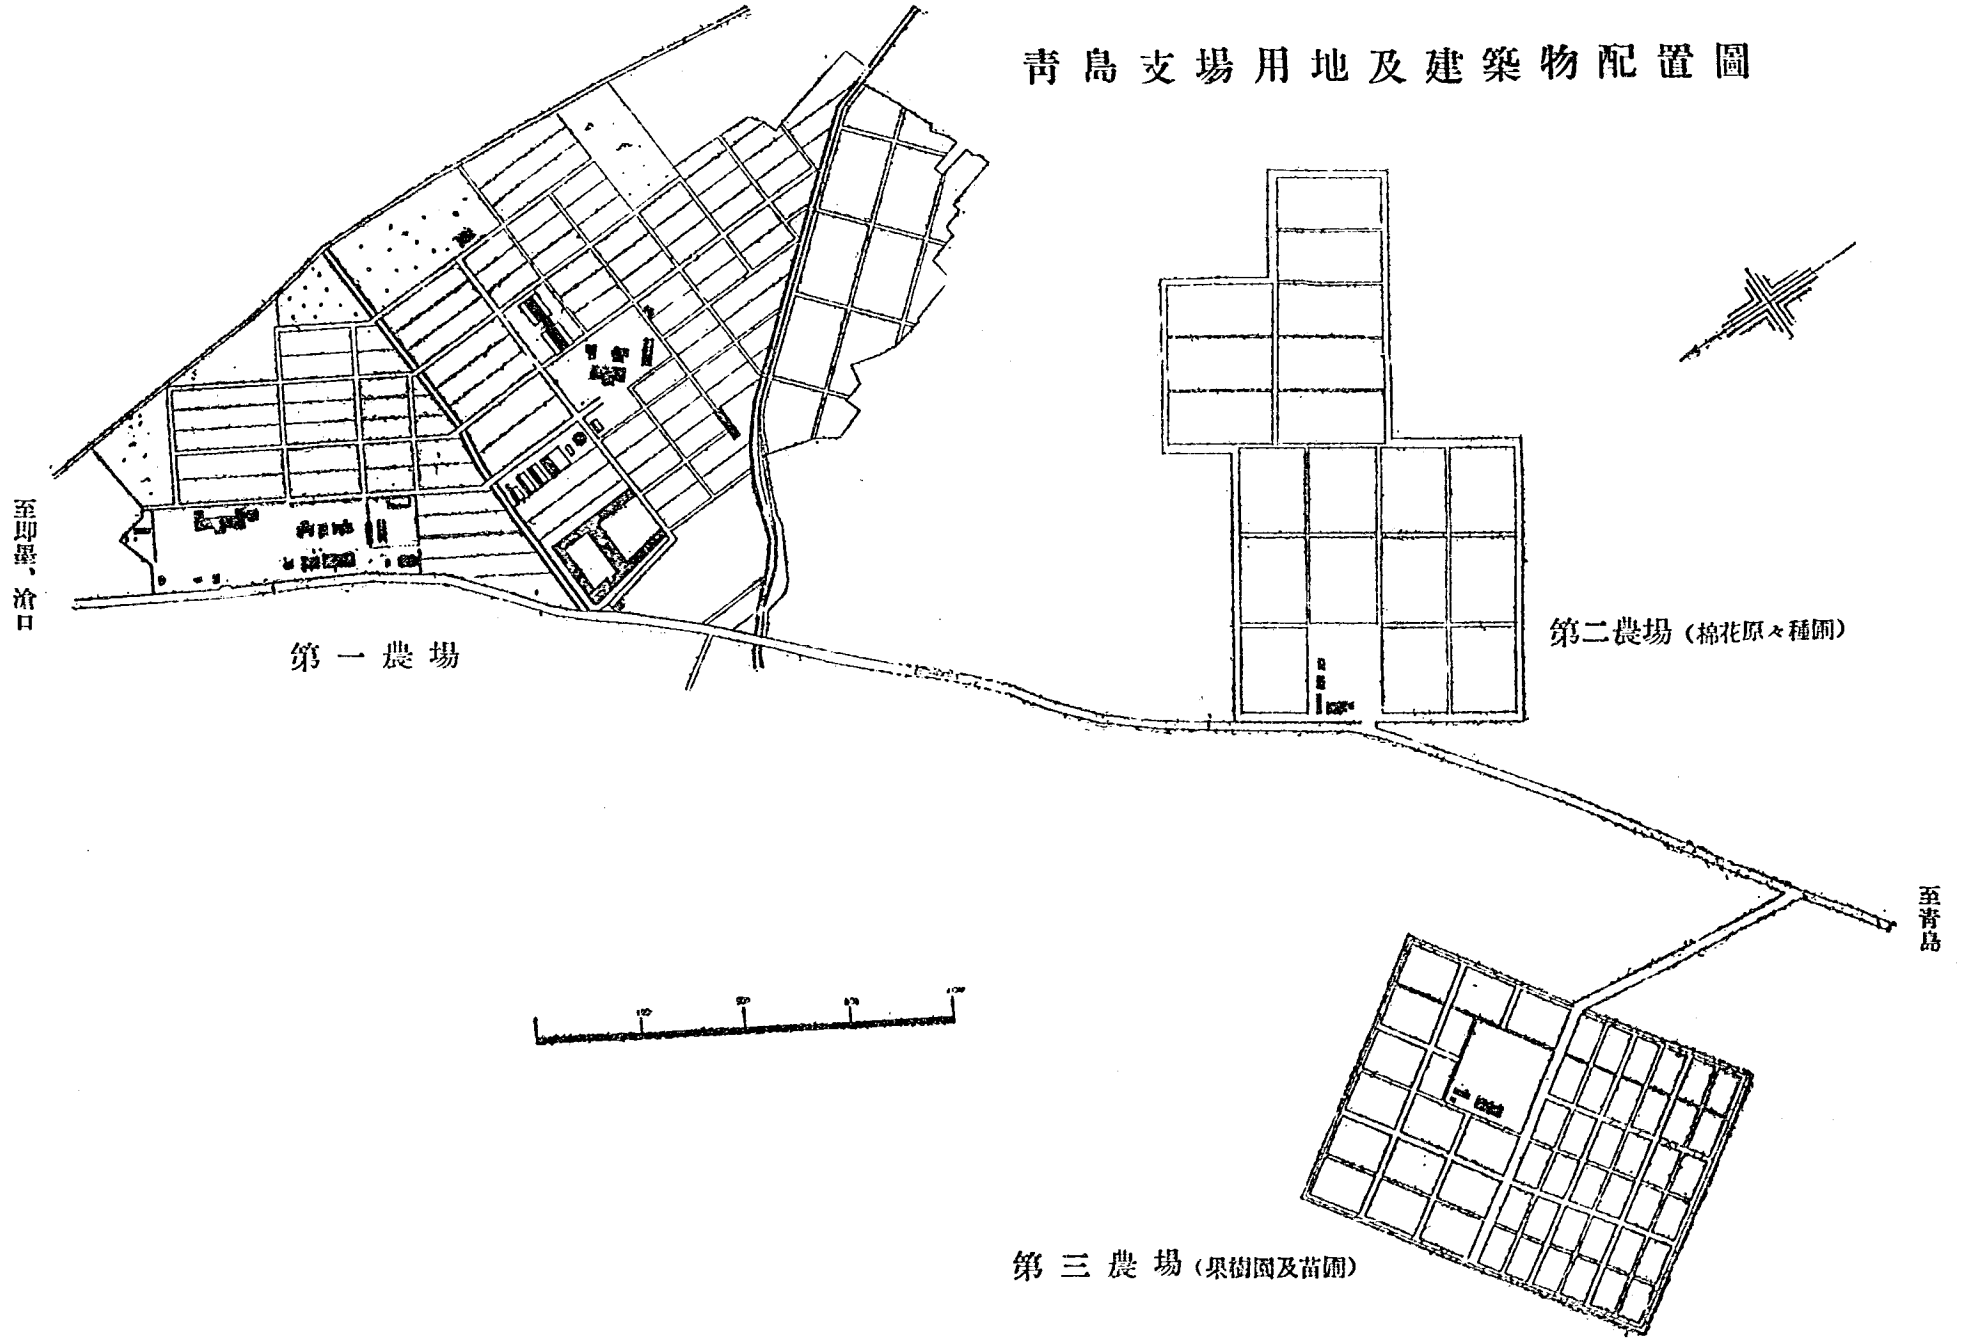 靑島支場用地及建築物配置圖
至即墨、滄口
第一農場
第二農場（棉花原々種圃）
至靑島
第三農場（果樹園及苗圃）